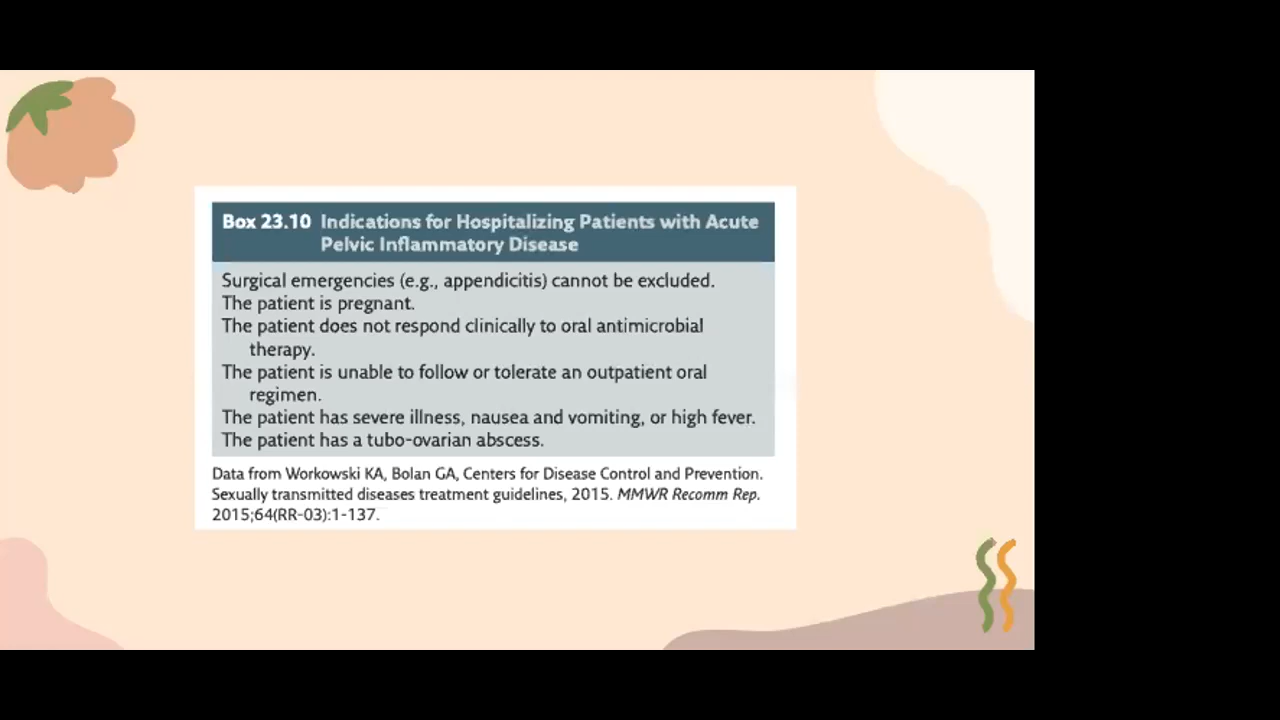 Box 23.10 Indications for Hospitalizing Patients with Acute
Pelvic Inflammatory Disease
Surgical emergencies (e.g., appendicitis) cannot be excluded.
The patient is pregnant.
The patient does not respond clinically to oral antimicrobial
therapy.
The patient is unable to follow or tolerate an outpatient oral
regimen.
The patient has severe illness, nausea and vomiting, or high fever.
The patient has a tubo-ovarian abscess.
Data from Workowski KA, Bolan GA, Centers for Disease Control and Prevention.
Sexually transmitted diseases treatment guidelines, 2015. MMWR Recomm Rep.
2015;64(RR-03):1-137.